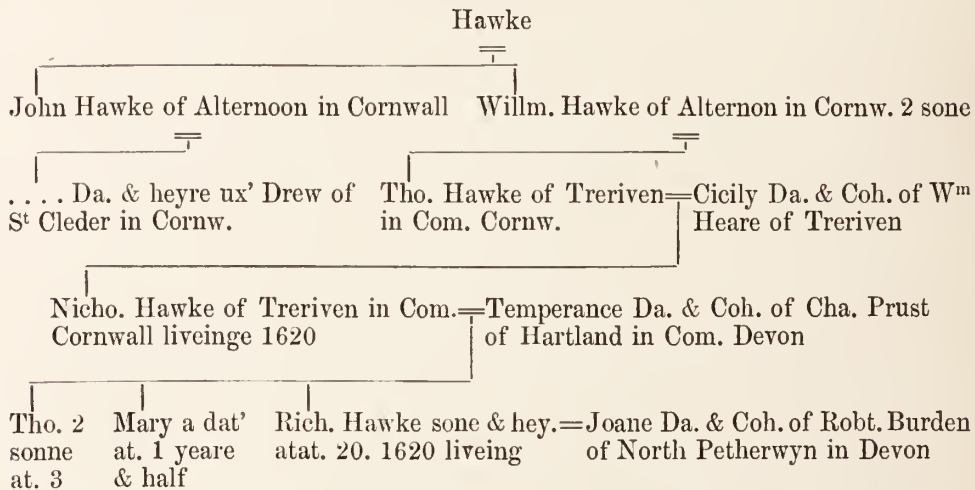 Hawke
John Hawke of Alternoon in Cornwall
Willm. Hawke of Alternon in Cornw. 2 sone
. . . . Da. & heyre ux' Drew of
St Cleder in Cornw.
Tho. Hawke of Treriven=Cicily Da. & Coh. of Wm
in Com. Cornw.
Heare of Treriven
Nicho. Hawke of Treriven in Com.=Temperance Da. & Coh. of Cha. Prust
Cornwall liveinge 1620
of Hartland in Com. Devon
Tho. 2
sonne
at. 3
Mary a dat'
at. 1 yeare
& half
Rich. Hawke sone & hey.=Joane Da. & Coh. of Robt. Burden
atat. 20. 1620 liveing
of North Petherwyn in Devon